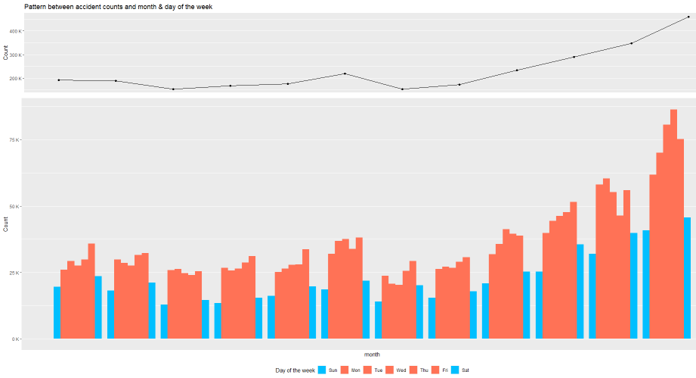 Pattern between accident counts and month & day of the week
Count
400 K
300 K
200 K
Count
75 K
50 K
25 K
0 K
month
Day of the week Sun Mon Tue Wed Thu Fri Sat